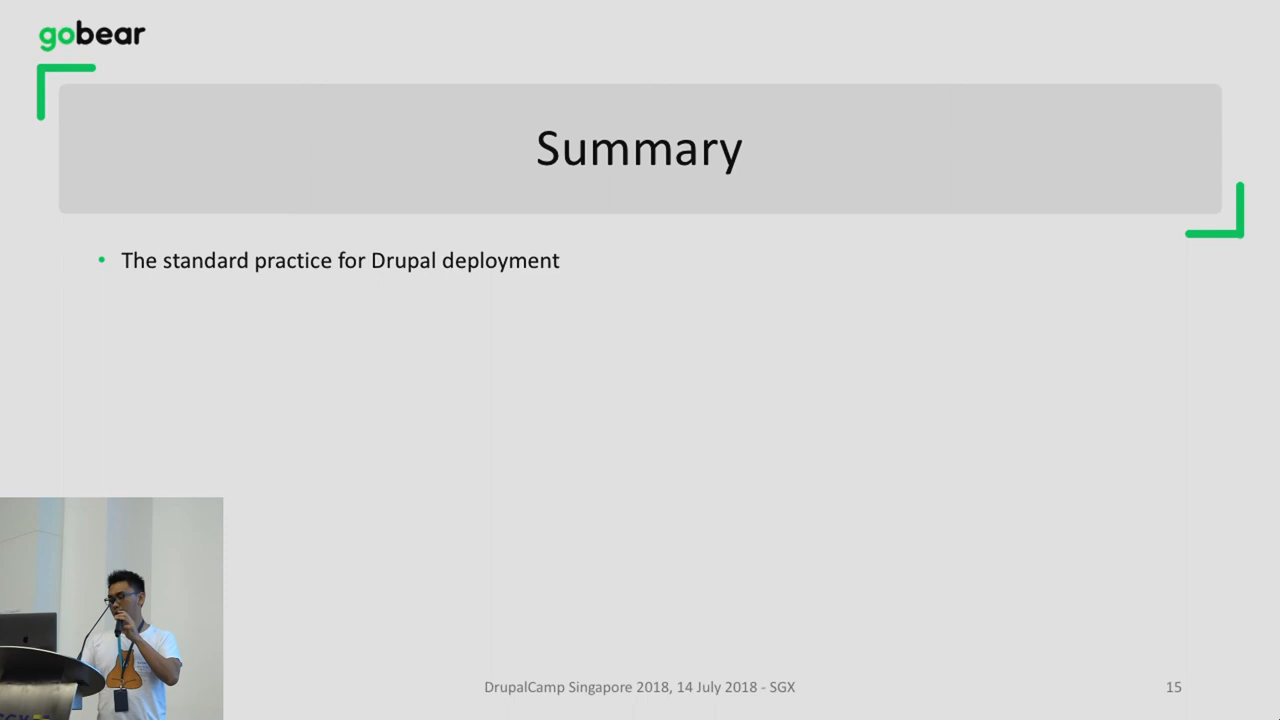 gobear
Summary
• The standard practice for Drupal deployment
DrupalCamp Singapore 2018, 14 July 2018 - SGX
15